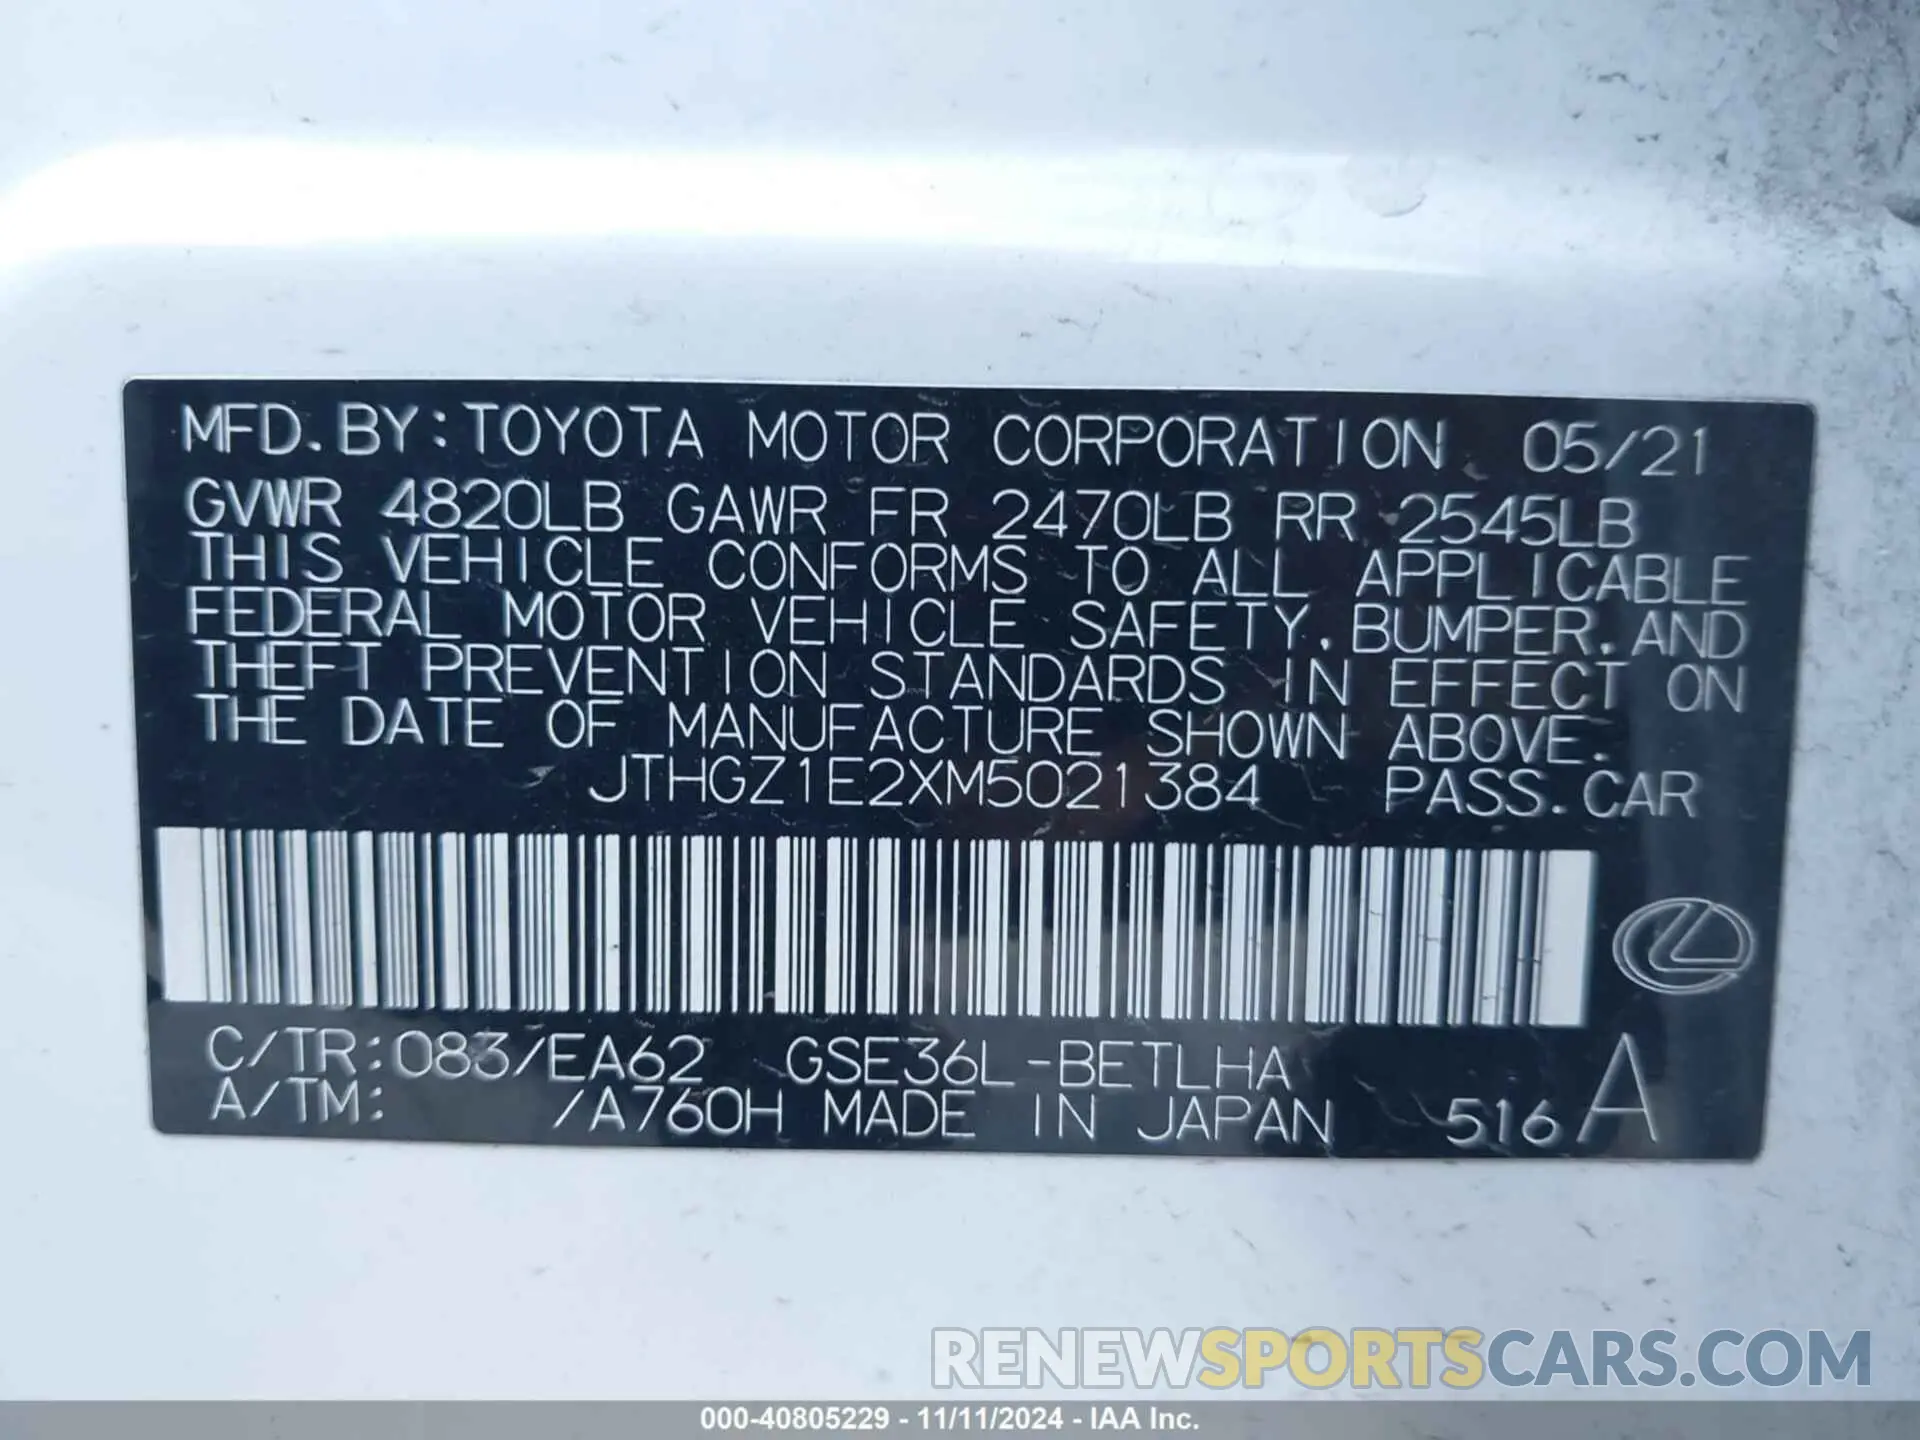 MFD. BY: TOYOTA MOTOR CORPORATION 05/21
GVWR 4820LB GAWR FR 2470LB RR 2545LB
THIS VEHICLE CONFORMS TO ALL APPLICABLE
FEDERAL MOTOR VEHICLE SAFETY, BUMPER, AND
THEFT PREVENTION STANDARDS IN EFFECT ON
THE DATE OF MANUFACTURE SHOWN ABOVE.
JTHGZ1E2XM5021384 PASS. CAR
C/TR: 083/EA62 GSE36L-BETLHA
A/TM: /A760H MADE IN JAPAN 516 A
RENEWSPORTSCARS.COM
000-40805229 - 11/11/2024 - IAA Inc.